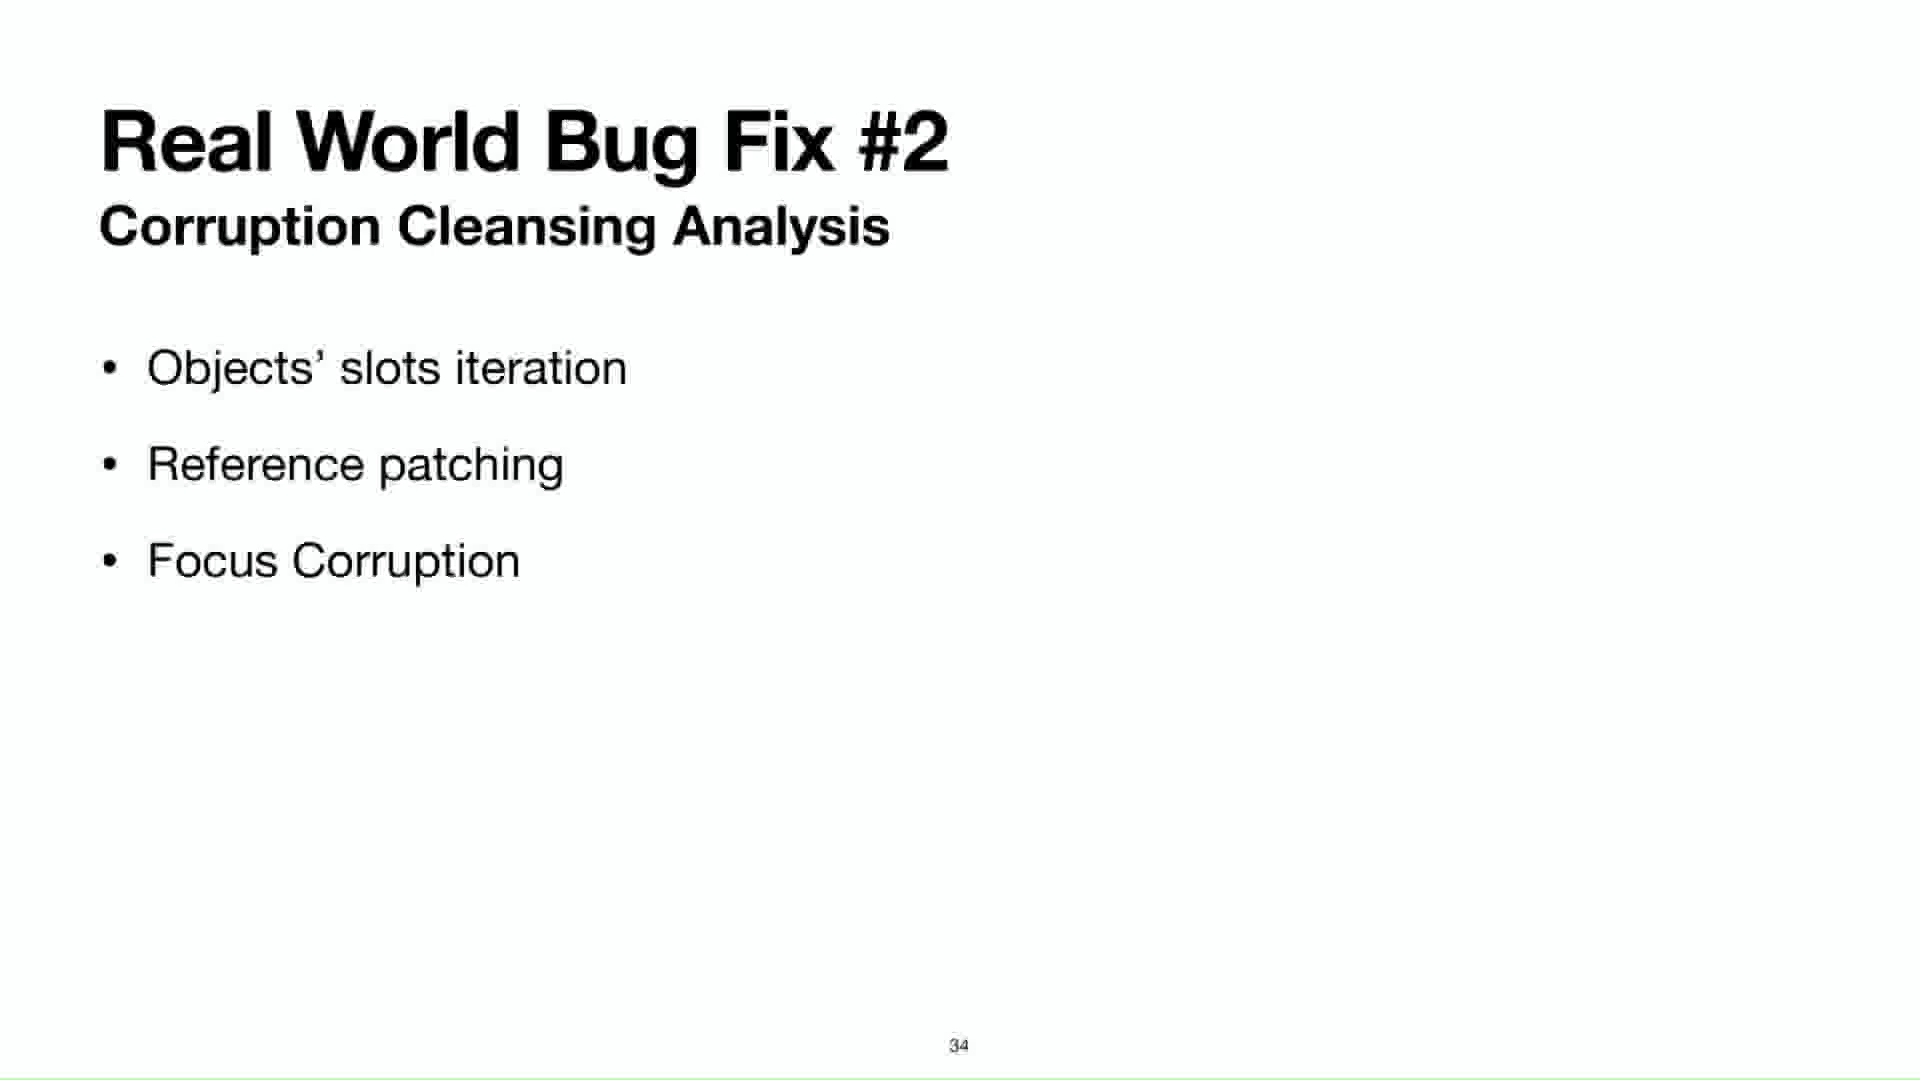 Real World Bug Fix #2
Corruption Cleansing Analysis
• Objects’ slots iteration
• Reference patching
• Focus Corruption
34